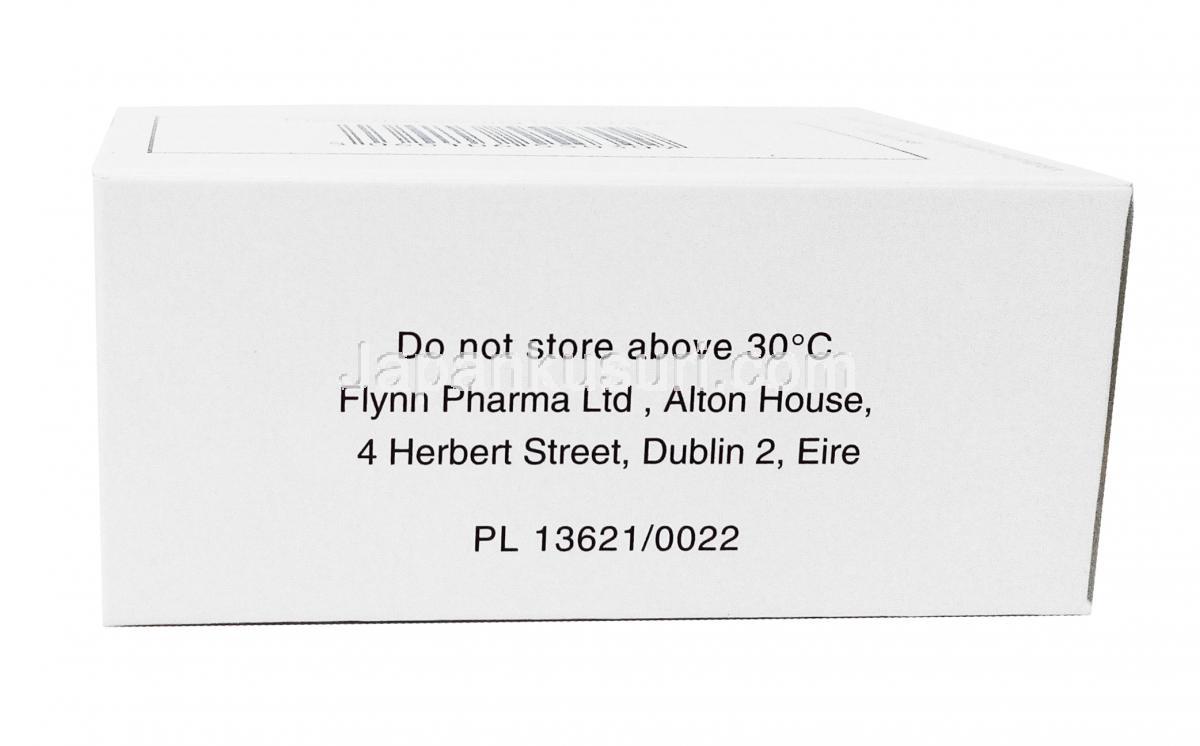 Do not store above 30°C
Japankusuri.com
Flynn Pharma Ltd , Alton House,
4 Herbert Street, Dublin 2, Eire
PL 13621/0022